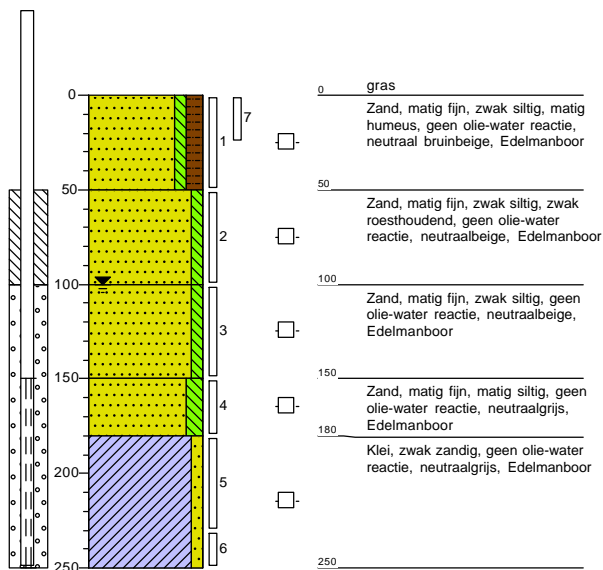 0
50
100
150
200
250
1
7
2
3
4
5
6
0
gras
Zand, matig fijn, zwak siltig, matig
humeus, geen olie-water reactie,
neutraal bruinbeige, Edelmanboor
50
Zand, matig fijn, zwak siltig, zwak
roesthoudend, geen olie-water
reactie, neutraalbeige, Edelmanboor
100
Zand, matig fijn, zwak siltig, geen
olie-water reactie, neutraalbeige,
Edelmanboor
150
Zand, matig fijn, matig siltig, geen
olie-water reactie, neutraalgrijs,
Edelmanboor
180
Klei, zwak zandig, geen olie-water
reactie, neutraalgrijs, Edelmanboor
250